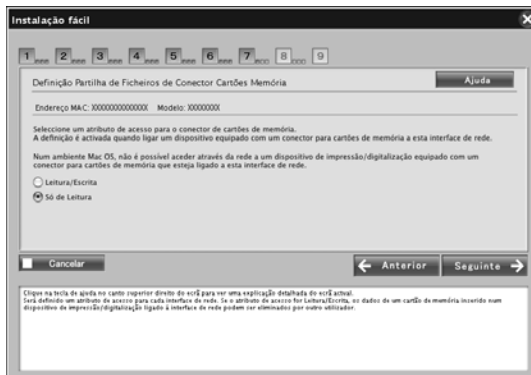 Instalação fácil
1 2 3 4 5 6 7 8 9
Definição Partilha de Ficheiros de Conector Cartões Memória
Ajuda
Endereço MAC: XXXXXXXXXXXXXX Modelo: XXXXXXXX
Seleccione um atributo de acesso para o conector de cartões de memória.
A definição é activada quando ligar um dispositivo equipado com um conector para cartões de memória a esta interface de rede.
Num ambiente Mac OS, não é possível aceder através da rede a um dispositivo de impressão/digitalização equipado com um
conector para cartões de memória que esteja ligado a esta interface de rede.
Leitura/Escrita
Só de Leitura
Cancelar
Anterior
Seguinte
Clique na tecla de ajuda no canto superior direito do ecrã para ver uma explicação detalhada do ecrã actual.
Será definido um atributo de acesso para cada interface de rede. Se o atributo de acesso for Leitura/Escrita, os dados de um cartão de memória inserido num
dispositivo de impressão/digitalização ligado à interface de rede podem ser eliminados por outro utilizador.